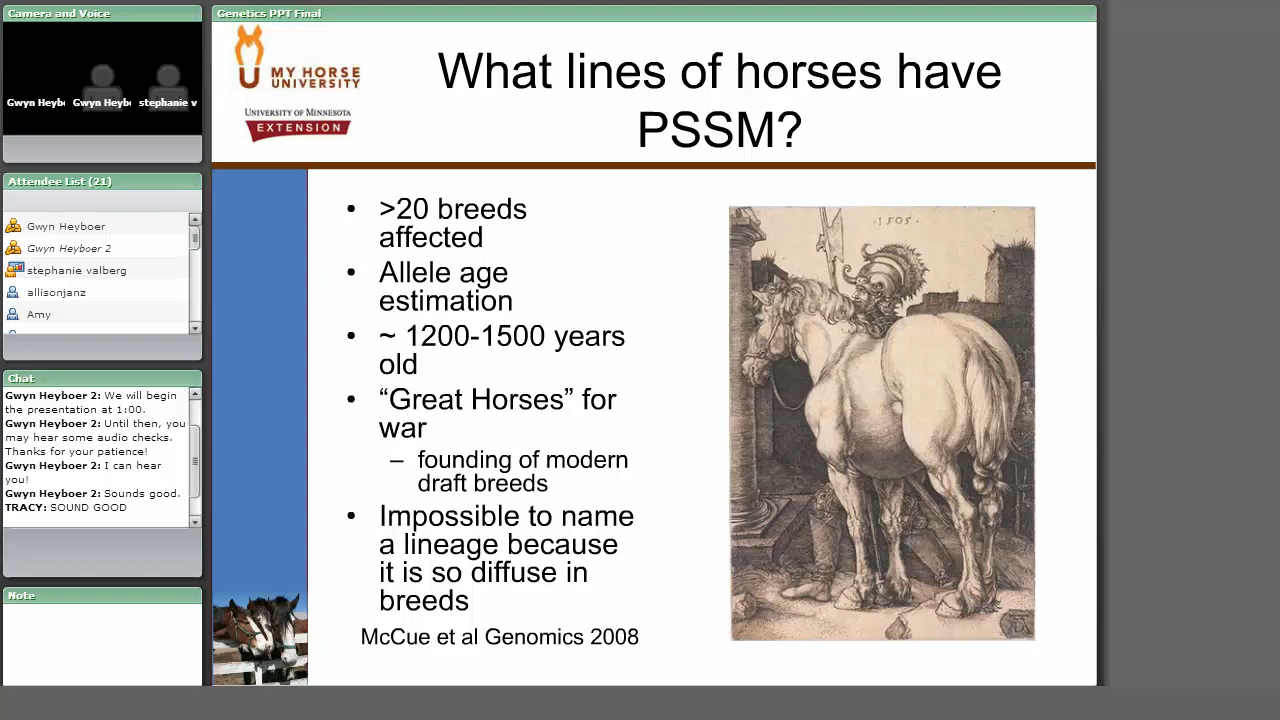 Camera and Voice
Gwyn Heyb
Gwyn Heyb
stephanie v
Attendee List (21)
Gwyn Heyboer
Gwyn Heyboer 2
stephanie valberg
allisonjanz
Amy
Chat
Gwyn Heyboer 2: We will begin
the presentation at 1:00.
Gwyn Heyboer 2: Until then, you
may hear some audio checks.
Thanks for your patience!
Gwyn Heyboer 2: I can hear
you!
Gwyn Heyboer 2: Sounds good.
TRACY: SOUND GOOD
Note
Genetics PPT Final
MY HORSE
UNIVERSITY
UNIVERSITY OF MINNESOTA
EXTENSION
What lines of horses have
PSSM?
• >20 breeds
affected
• Allele age
estimation
• ~ 1200-1500 years
old
• “Great Horses” for
war
– founding of modern
draft breeds
• Impossible to name
a lineage because
it is so diffuse in
breeds
McCue et al Genomics 2008
1505